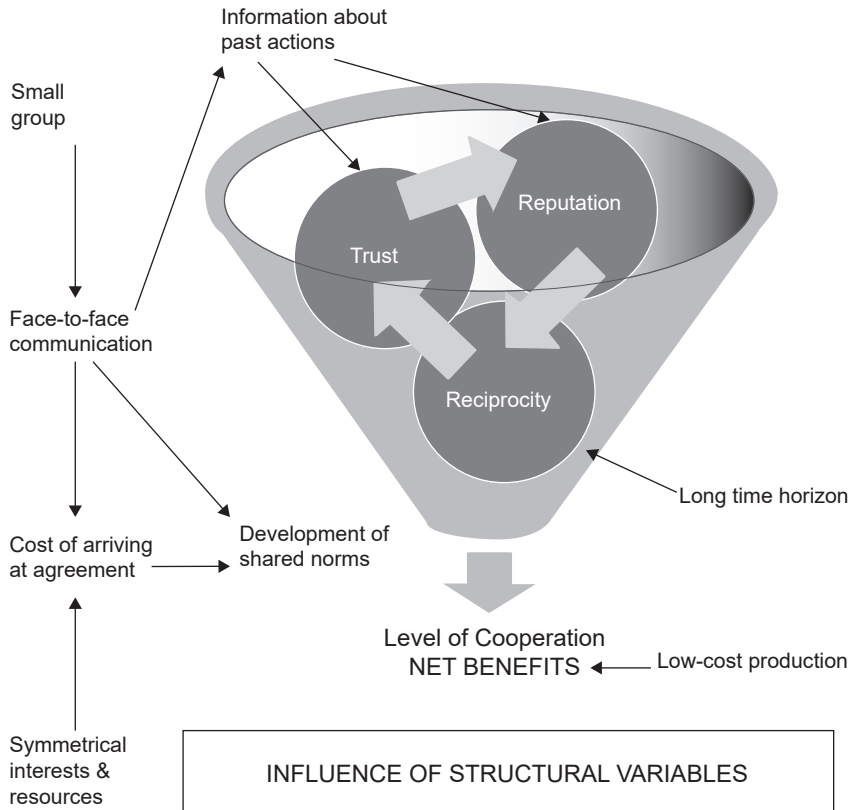 Information about
past actions
Small
group
Reputation
Trust
Face-to-face
communication
Reciprocity
Long time horizon
Development of
shared norms
Cost of arriving
at agreement
Level of Cooperation
NET BENEFITS
Low-cost production
Symmetrical
interests &
resources
INFLUENCE OF STRUCTURAL VARIABLES